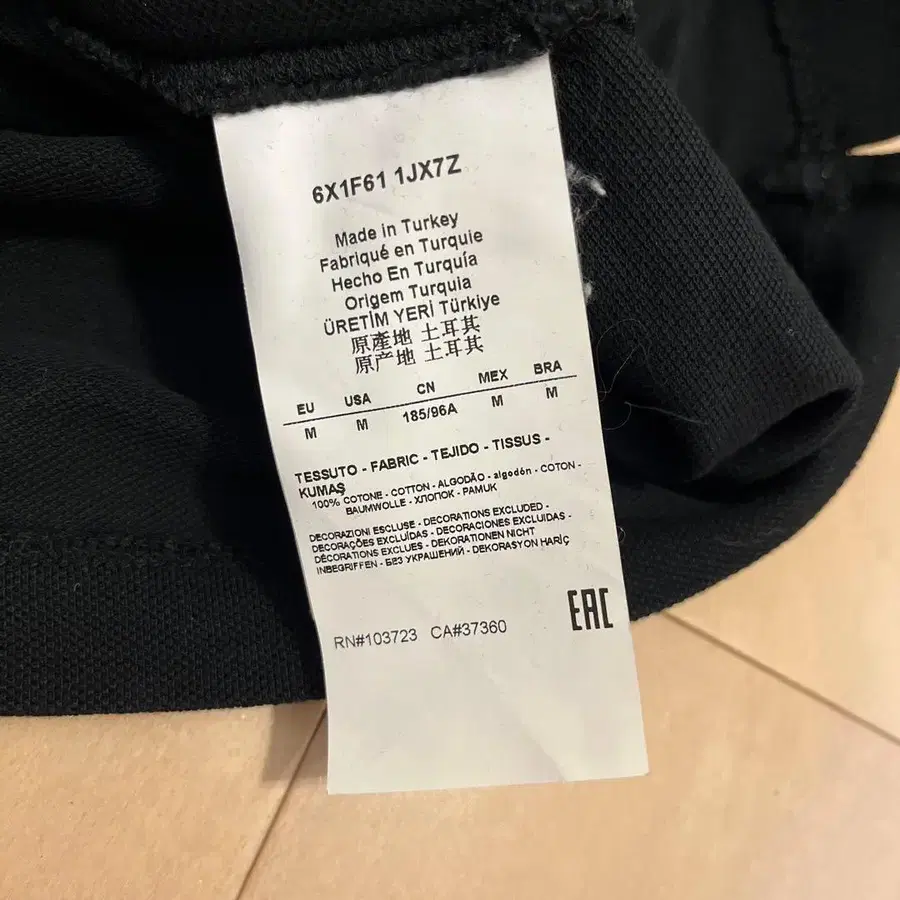 6X1F61 1JX7Z
Made in Turkey
Fabriqué en Turquie
Hecho En Turquía
Origem Turquia
ÜRETİM YERİ Türkiye
原產地 土耳其
原产地 土耳其
EU USA CN MEX BRA
M M 185/96A M M
TESSUTO - FABRIC - TEJIDO - TISSUS -
KUMAŞ
100% COTONE - COTTON - ALGODÃO - algodón - COTON -
BAUMWOLLE - ХЛОПОК - PAMUK
DECORAZIONI ESCLUSE - DECORATIONS EXCLUDED -
DECORAÇÕES EXCLUÍDAS - DECORACIONES EXCLUIDAS -
DÉCORATIONS EXCLUES - DEKORATIONEN NICHT
INBEGRIFFEN - БЕЗ УКРАШЕНИЙ - DEKORASYON HARİÇ
RN#103723 CA#37360
EAC